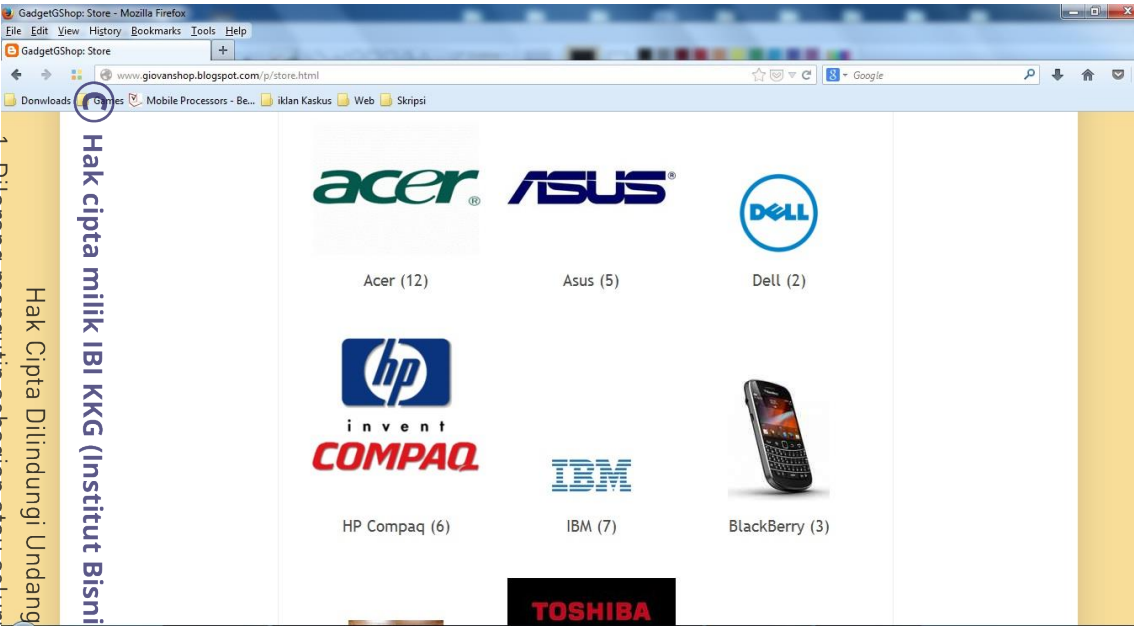 GadgetGShop: Store - Mozilla Firefox
File Edit View History Bookmarks Tools Help
GadgetGShop: Store +
www.giovanshop.blogspot.com/p/store.html
Google
Donwloads Games Mobile Processors - Be... iklan Kaskus Web Skripsi
acer®
ASUS®
DELL
Acer (12)
Asus (5)
Dell (2)
hp
invent
COMPAQ
IBM
HP Compaq (6)
IBM (7)
BlackBerry (3)
TOSHIBA
© Hak cipta milik IBI KKG (Institut Bisni
Hak Cipta Dilindungi Undang